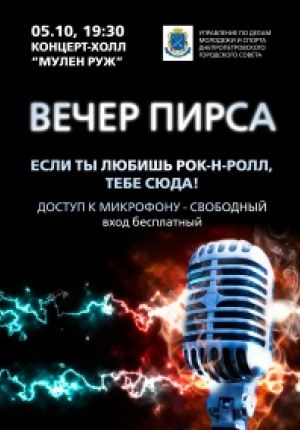 05.10, 19:30
КОНЦЕРТ-ХОЛЛ
"МУЛЕН РУЖ"
УПРАВЛЕНИЕ ПО ДЕЛАМ
МОЛОДЕЖИ И СПОРТА
ДНЕПРОПЕТРОВСКОГО
ГОРОДСКОГО СОВЕТА
ВЕЧЕР ПИРСА
ЕСЛИ ТЫ ЛЮБИШЬ РОК-Н-РОЛЛ,
ТЕБЕ СЮДА!
ДОСТУП К МИКРОФОНУ - СВОБОДНЫЙ
вход бесплатный